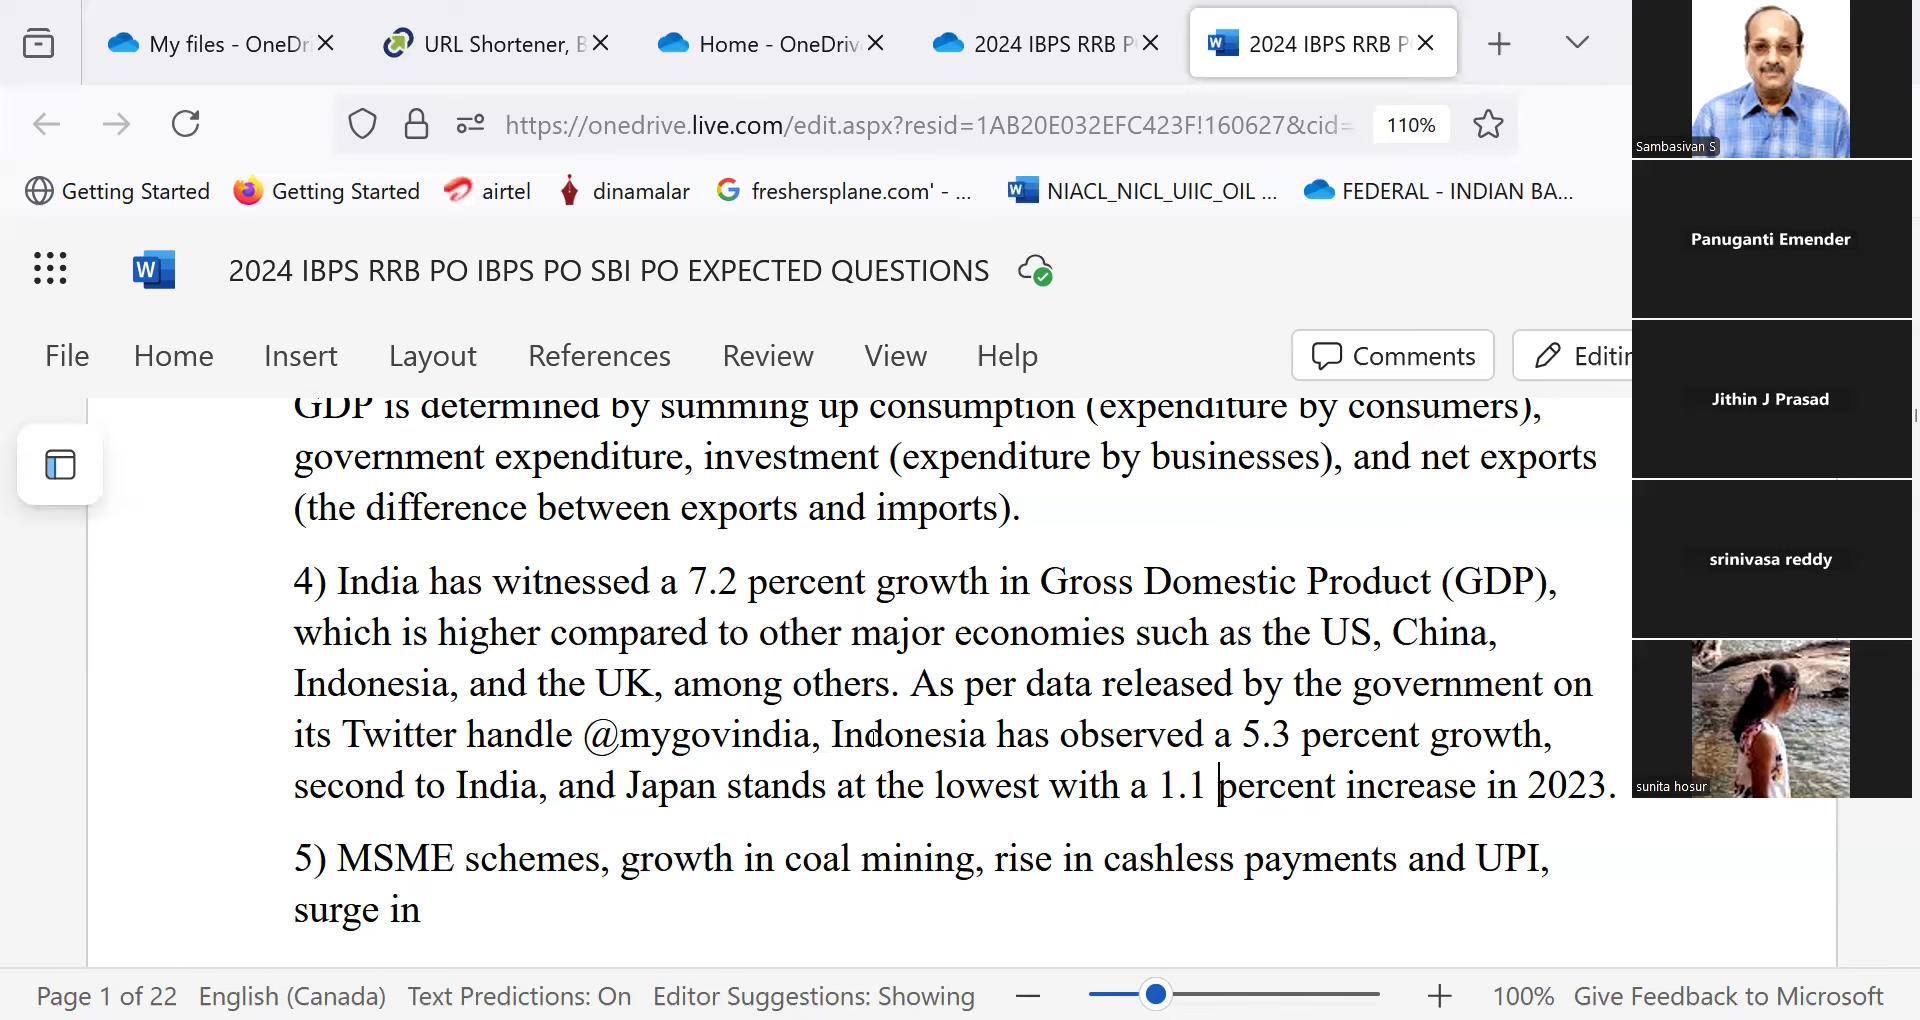 My files - OneDri
URL Shortener, B
Home - OneDriv
2024 IBPS RRB P
2024 IBPS RRB P
https://onedrive.live.com/edit.aspx?resid=1AB20E032EFC423F!160627&cid=
110%
Getting Started
Getting Started
airtel
dinamalar
freshersplane.com' - ...
NIACL_NICL_UIIC_OIL ...
FEDERAL - INDIAN BA...
2024 IBPS RRB PO IBPS PO SBI PO EXPECTED QUESTIONS
File Home Insert Layout References Review View Help
Comments
Editin
GDP is determined by summing up consumption (expenditure by consumers),
government expenditure, investment (expenditure by businesses), and net exports
(the difference between exports and imports).
4) India has witnessed a 7.2 percent growth in Gross Domestic Product (GDP),
which is higher compared to other major economies such as the US, China,
Indonesia, and the UK, among others. As per data released by the government on
its Twitter handle @mygovindia, Indonesia has observed a 5.3 percent growth,
second to India, and Japan stands at the lowest with a 1.1 percent increase in 2023.
5) MSME schemes, growth in coal mining, rise in cashless payments and UPI,
surge in
Page 1 of 22 English (Canada) Text Predictions: On Editor Suggestions: Showing
100% Give Feedback to Microsoft
Sambasivan S
Panuganti Emender
Jithin J Prasad
srinivasa reddy
sunita hosur